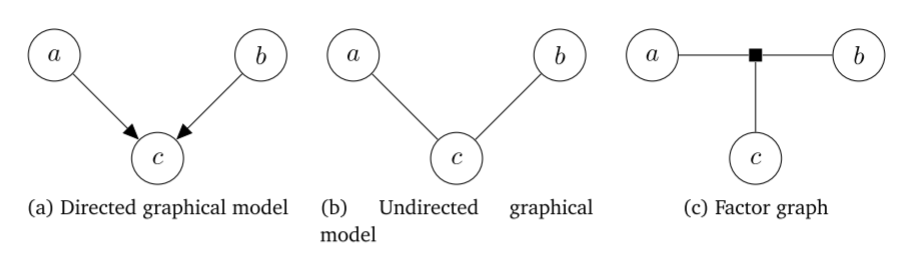 a b a b a b
c c c
(a) Directed graphical model (b) Undirected graphical (c) Factor graph
model